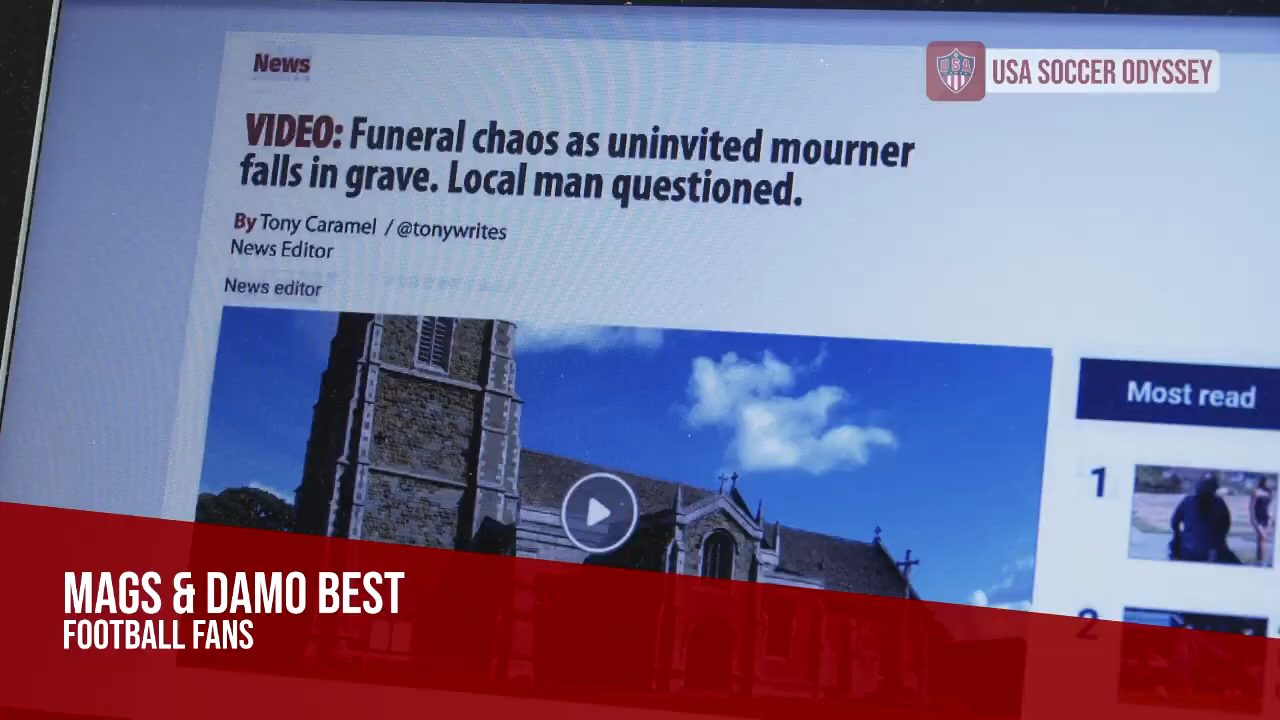 News
USA
USA SOCCER ODYSSEY
VIDEO: Funeral chaos as uninvited mourner
falls in grave. Local man questioned.
By Tony Caramel / @tonywrites
News Editor
News editor
Most read
1
2
MAGS & DAMO BEST
FOOTBALL FANS